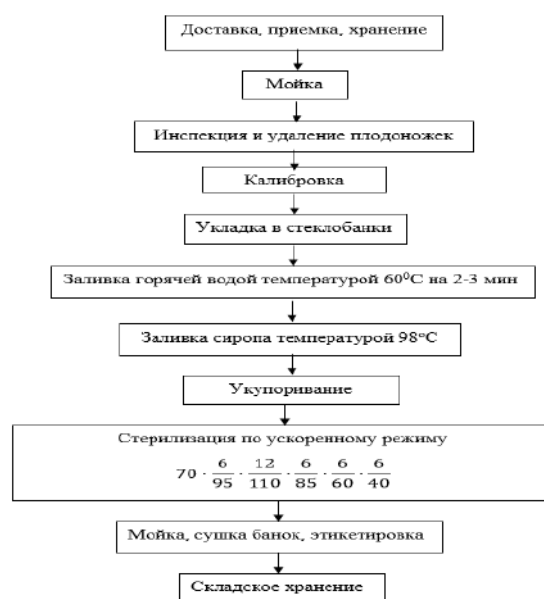 Доставка, приемка, хранение
Мойка
Инспекция и удаление плодоножек
Калибровка
Укладка в стеклобанки
Заливка горячей водой температурой 60⁰С на 2-3 мин
Заливка сиропа температурой 98°С
Укупоривание
Стерилизация по ускоренному режиму
70 · 6/95 · 12/110 · 6/85 · 6/60 · 6/40
Мойка, сушка банок, этикетировка
Складское хранение